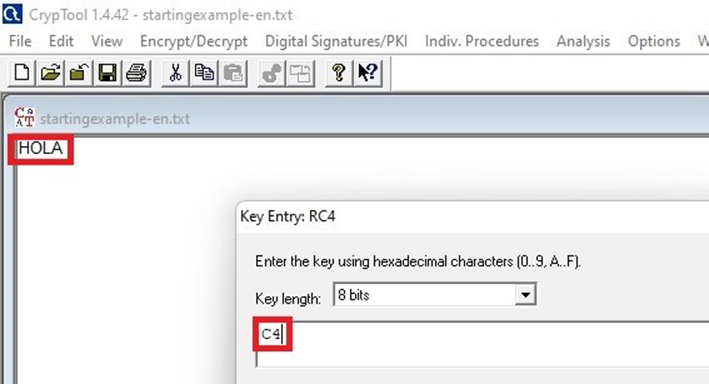 CrypTool 1.4.42 - startingexample-en.txt
File Edit View Encrypt/Decrypt Digital Signatures/PKI Indiv. Procedures Analysis Options W
startingexample-en.txt
HOLA
Key Entry: RC4
Enter the key using hexadecimal characters (0..9, A..F).
Key length: 8 bits
C4